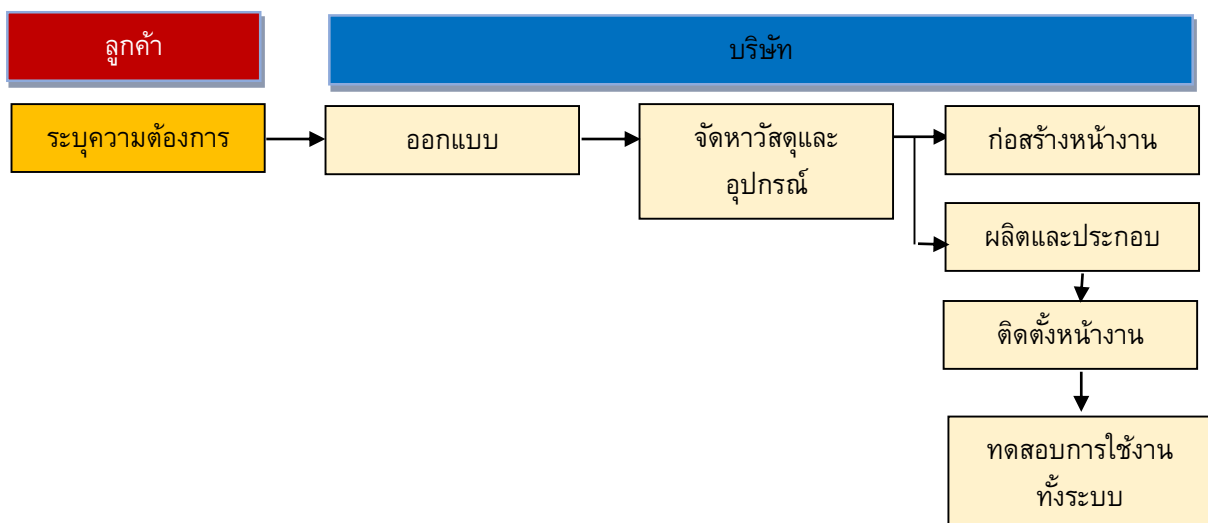 ลูกค้า
บริษัท
ระบุความต้องการ
ออกแบบ
จัดหาวัสดุและ
อุปกรณ์
ก่อสร้างหน้างาน
ผลิตและประกอบ
ติดตั้งหน้างาน
ทดสอบการใช้งาน
ทั้งระบบ